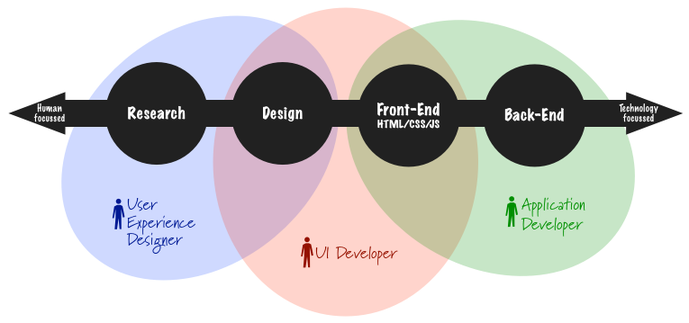 Human
focussed
Research
Design
Front-End
HTML/CSS/JS
Back-End
Technology
focussed
User
Experience
Designer
UI Developer
Application
Developer